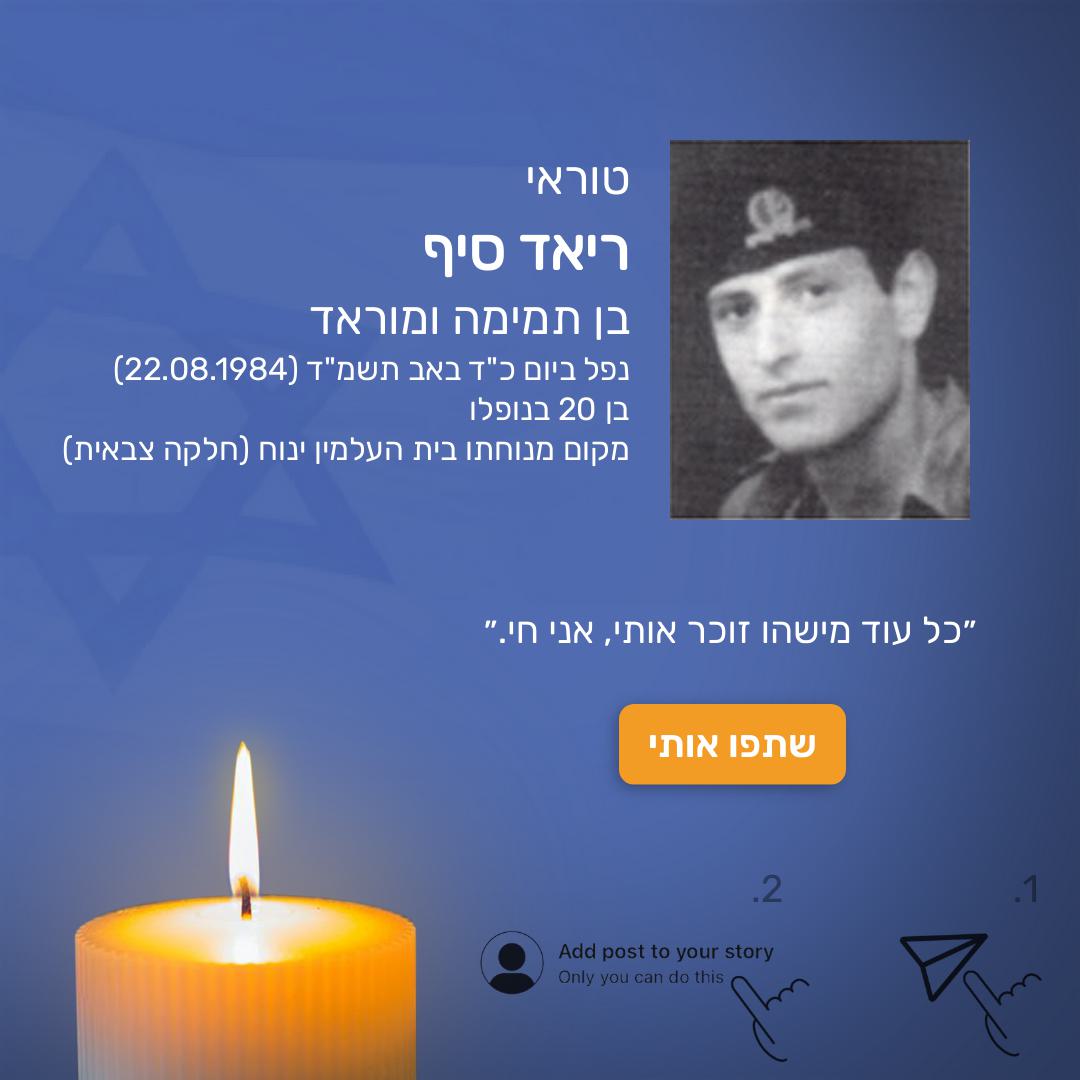 טוראי
ריאד סיף
בן תמימה ומוראד
נפל ביום כ"ד באב תשמ"ד (22.08.1984)
בן 20 בנופלו
מקום מנוחתו בית העלמין ינוח (חלקה צבאית)
״כל עוד מישהו זוכר אותי, אני חי.״
שתפו אותי
1.
2.
Add post to your story
Only you can do this